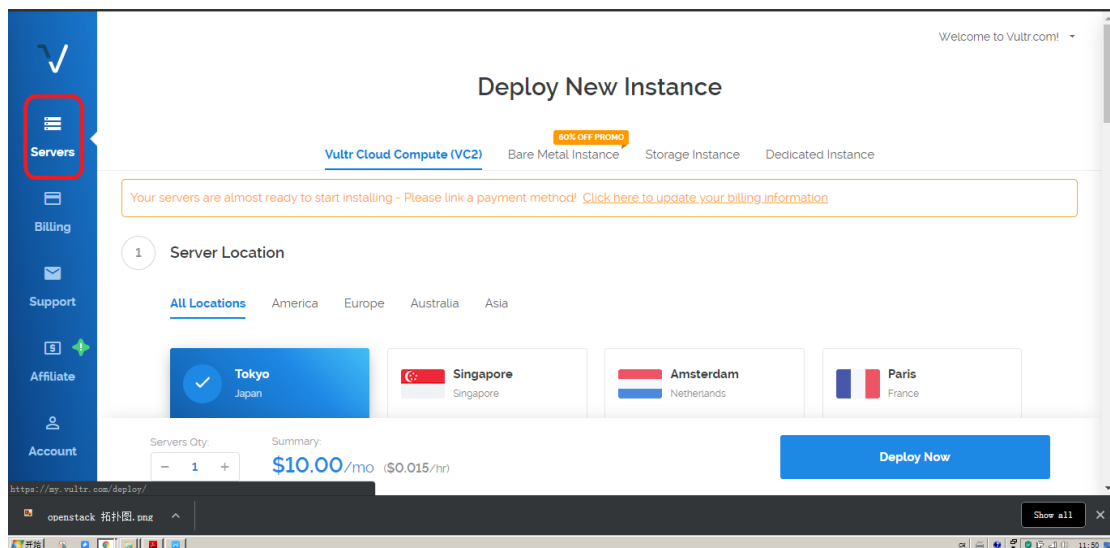 Welcome to Vultr.com!
Deploy New Instance
60% OFF PROMO
Vultr Cloud Compute (VC2) Bare Metal Instance Storage Instance Dedicated Instance
Your servers are almost ready to start installing - Please link a payment method! Click here to update your billing information
Servers
Billing
Support
Affiliate
Account
1 Server Location
All Locations America Europe Australia Asia
Tokyo
Japan
Singapore
Singapore
Amsterdam
Netherlands
Paris
France
Servers Qty:
- 1 +
Summary:
$10.00/mo ($0.015/hr)
Deploy Now
https://my.vultr.com/deploy/
openstack 拓扑图.png
Show all
开始
11:50